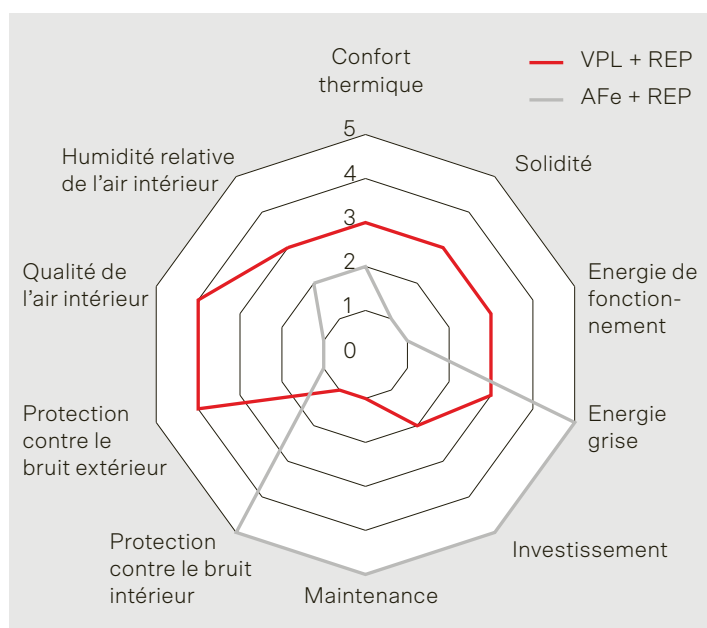 Confort
thermique
VPL + REP
AFe + REP
Humidité relative
de l'air intérieur
Solidité
Qualité de
l'air intérieur
Energie de
fonction-
nement
Protection
contre le
bruit extérieur
Energie
grise
Protection
contre le bruit
intérieur
Maintenance
Investissement
5
4
3
2
1
0